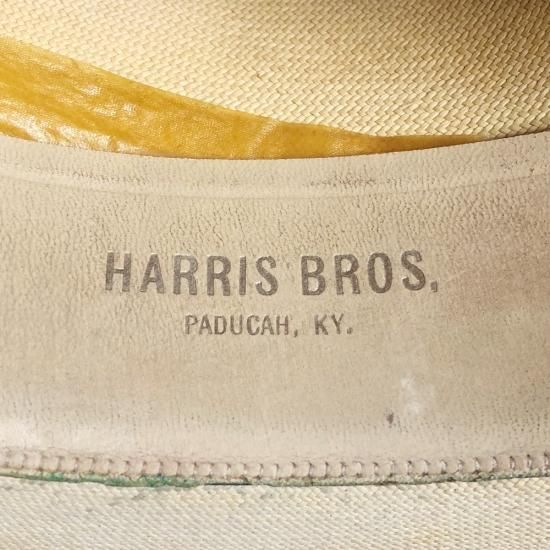 HARRIS BROS.
PADUCAH, KY.